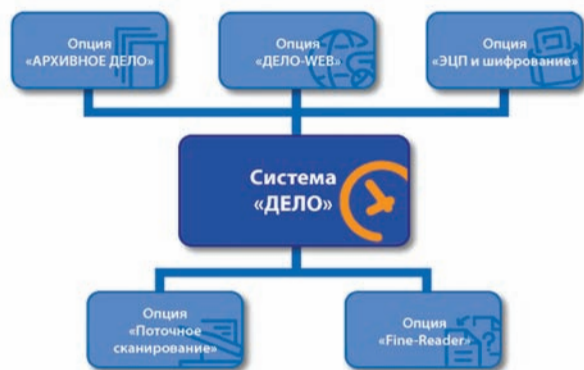 Опция
«АРХИВНОЕ ДЕЛО»
Опция
«ДЕЛО-WEB»
Опция
«ЭЦП и шифрование»
Система
«ДЕЛО»
Опция
«Поточное
сканирование»
Опция
«Fine-Reader»